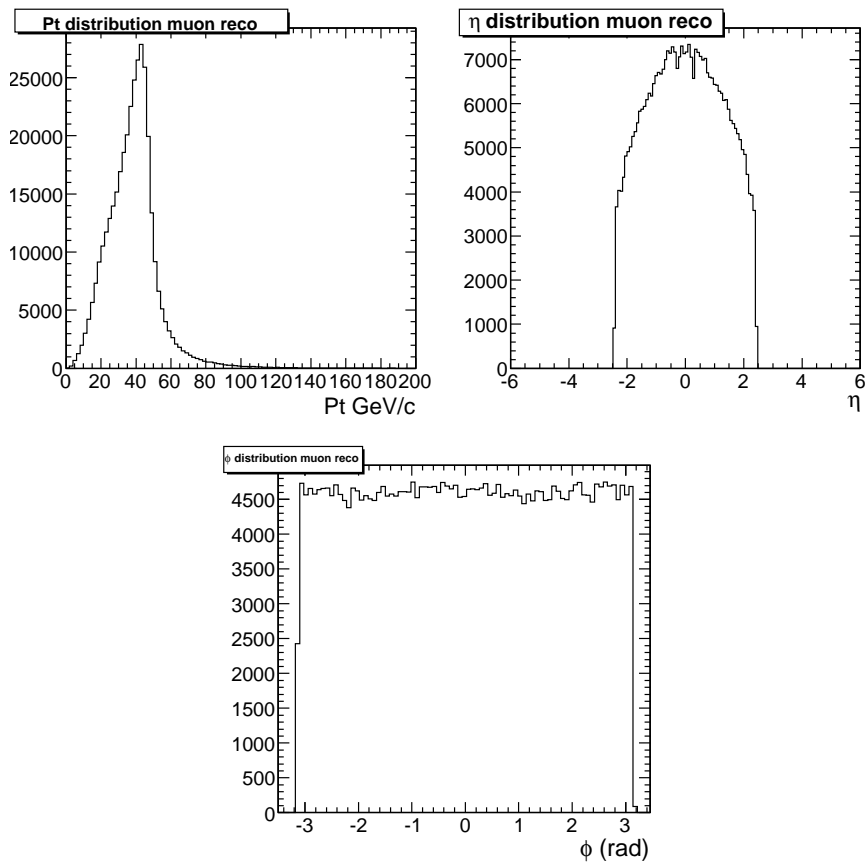 Pt distribution muon reco
25000
20000
15000
10000
5000
0
0 20 40 60 80 100 120 140 160 180 200
Pt GeV/c
η distribution muon reco
7000
6000
5000
4000
3000
2000
1000
0
-6 -4 -2 0 2 4 6
η
ϕ distribution muon reco
4500
4000
3500
3000
2500
2000
1500
1000
500
0
-3 -2 -1 0 1 2 3
ϕ (rad)